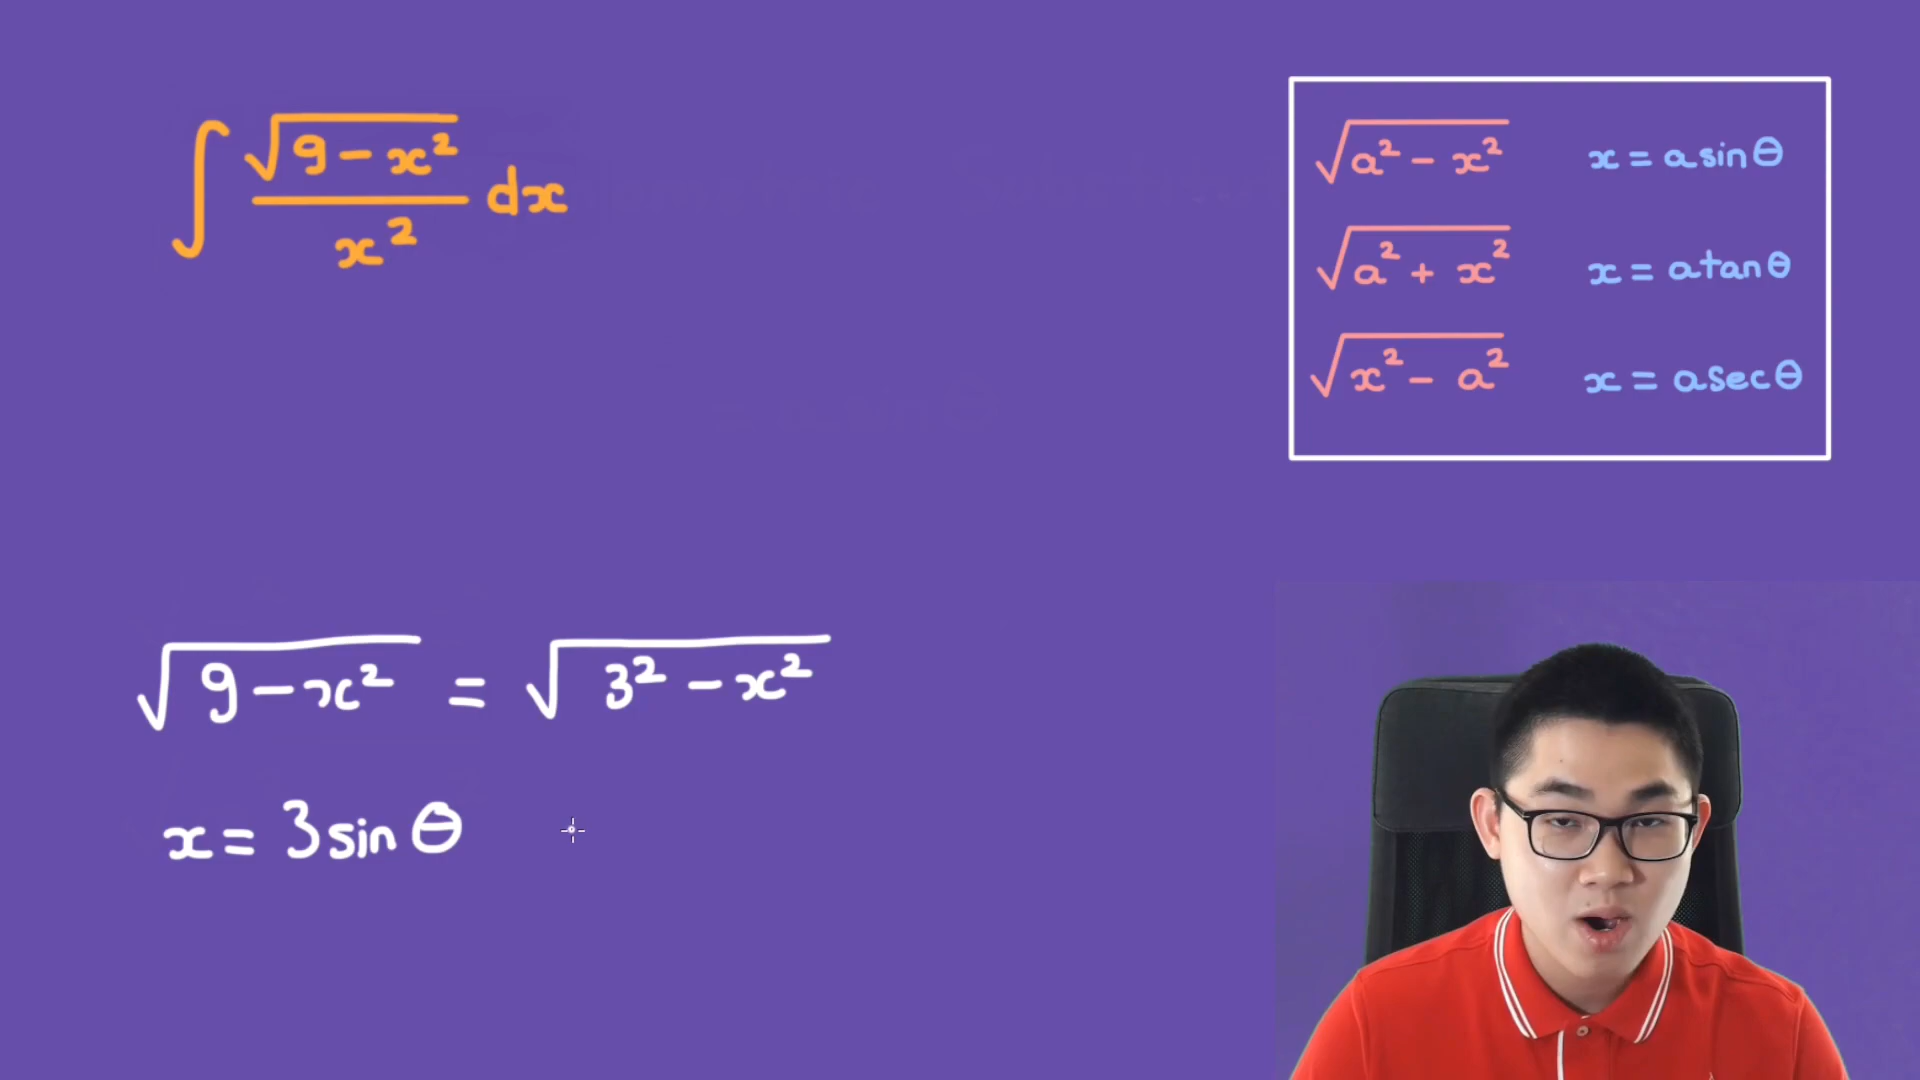 ∫ √(9 − x²) / x² dx
√(a² − x²) x = a sin θ
√(a² + x²) x = a tan θ
√(x² − a²) x = a sec θ
√(9 − x²) = √(3² − x²)
x = 3 sin θ